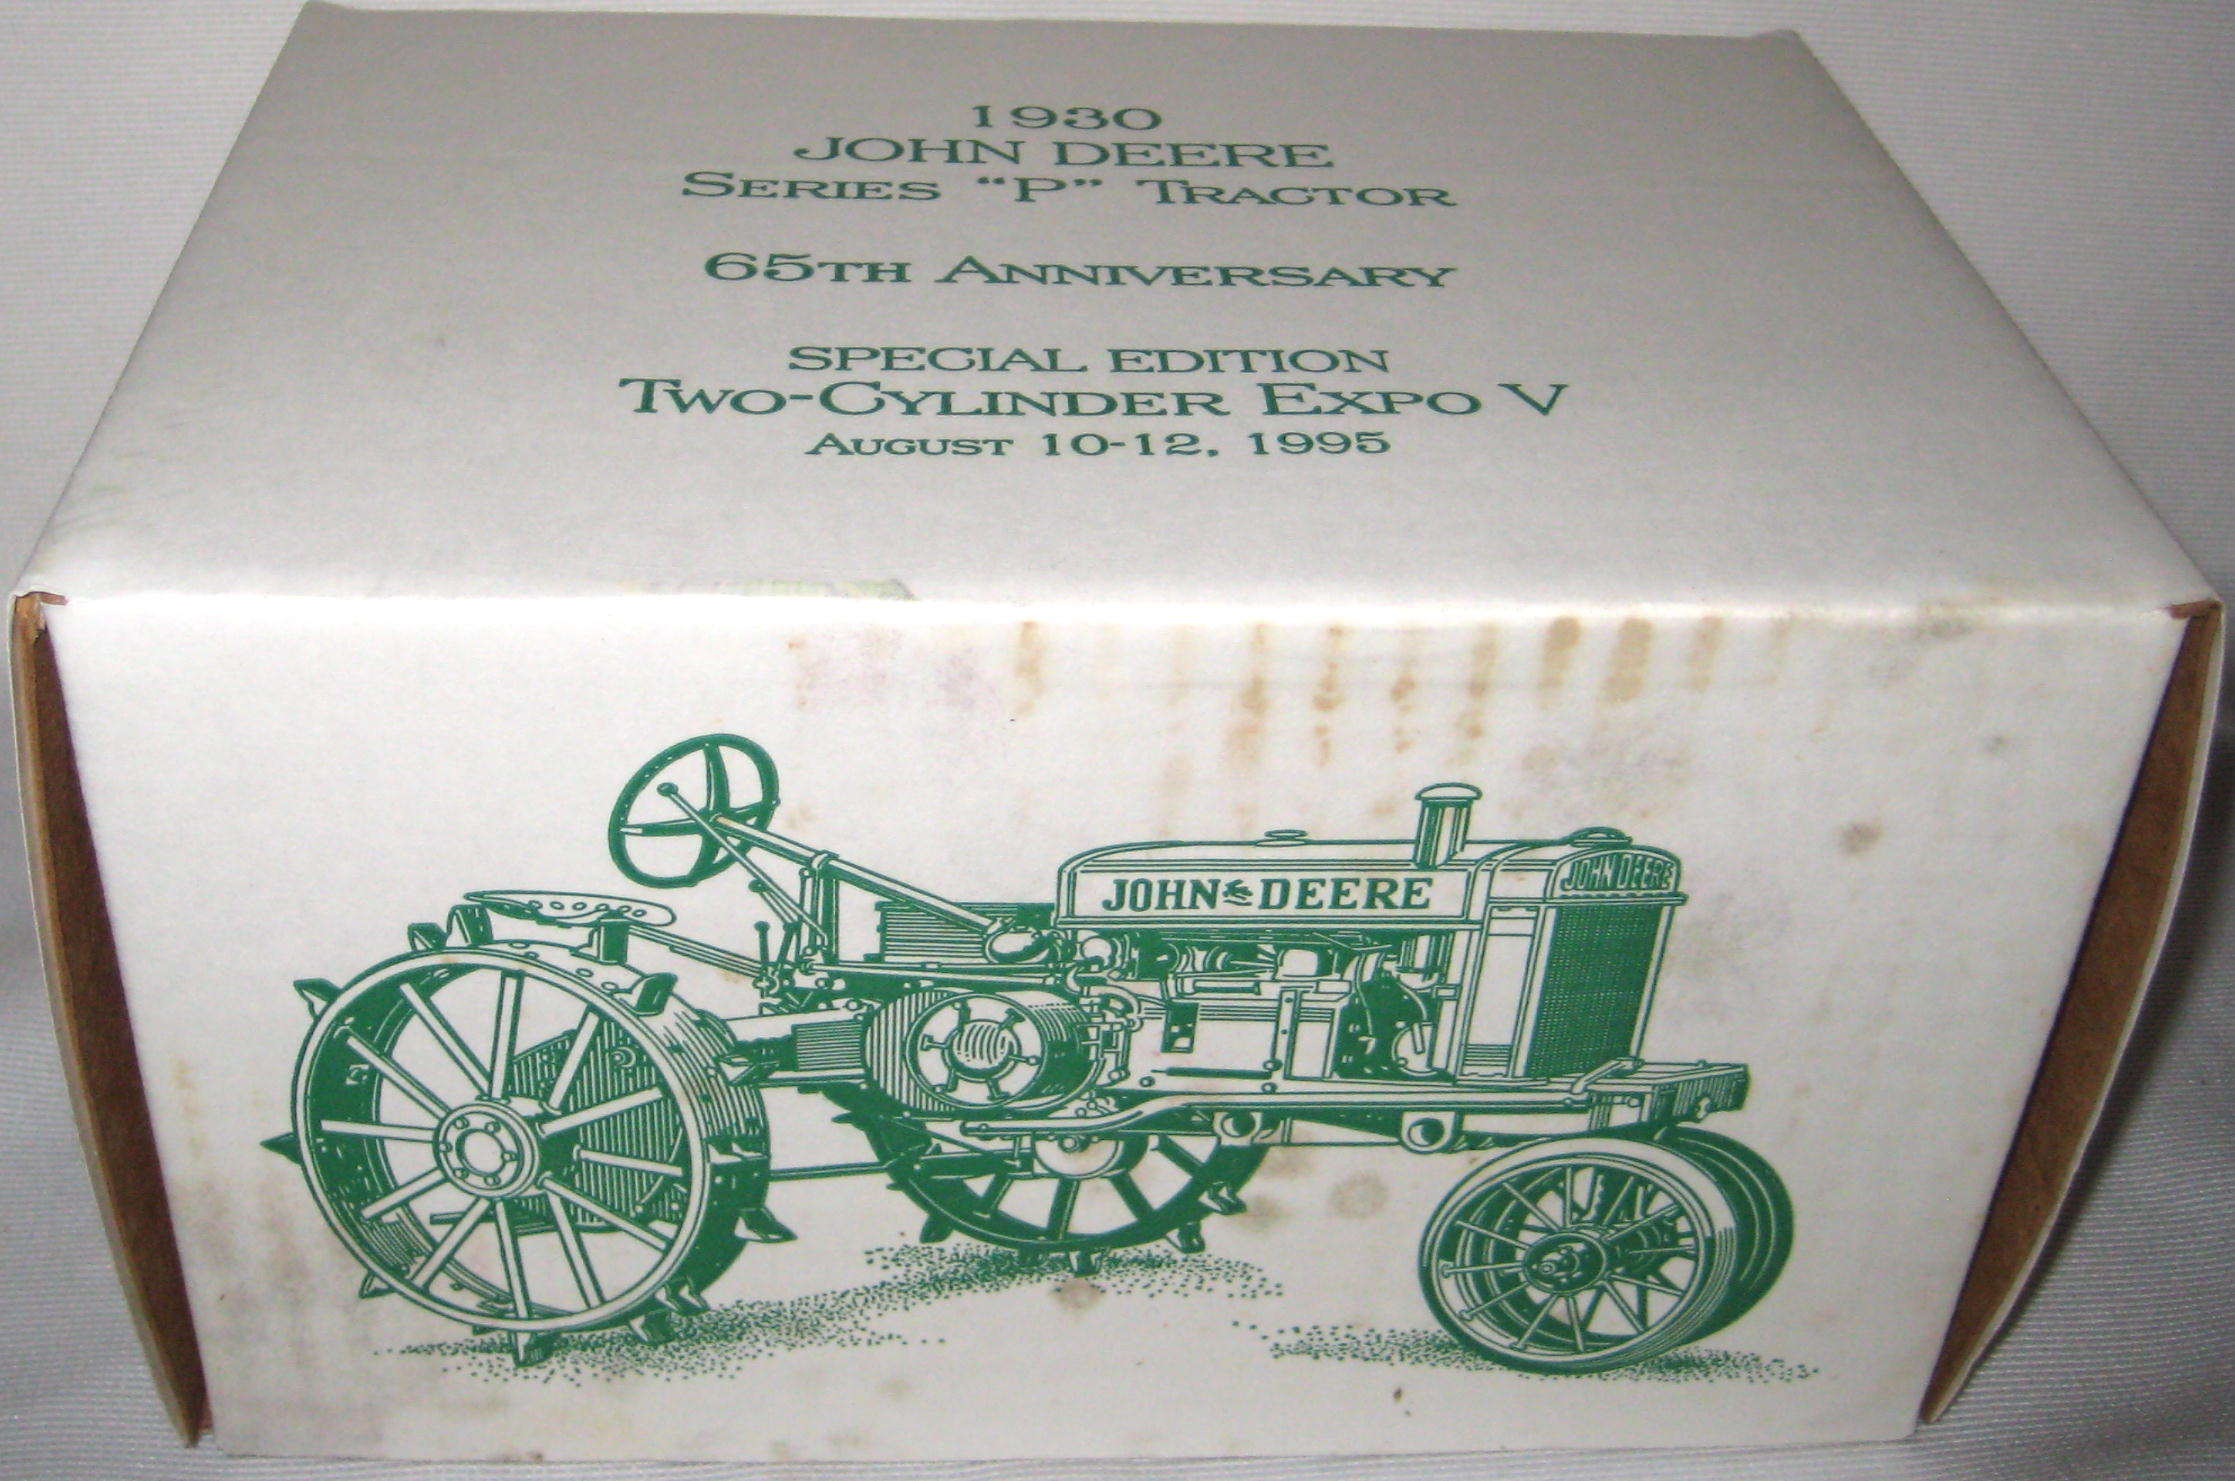 1930
JOHN DEERE
SERIES "P" TRACTOR
65TH ANNIVERSARY
SPECIAL EDITION
TWO-CYLINDER EXPO V
AUGUST 10-12, 1995
JOHN DEERE
JOHN DEERE